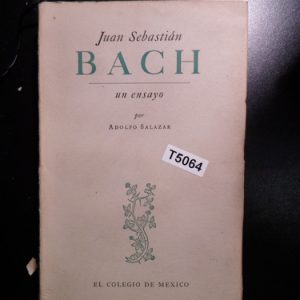 Juan Sebastián
BACH
un ensayo
por
ADOLFO SALAZAR
T5064
EL COLEGIO DE MEXICO